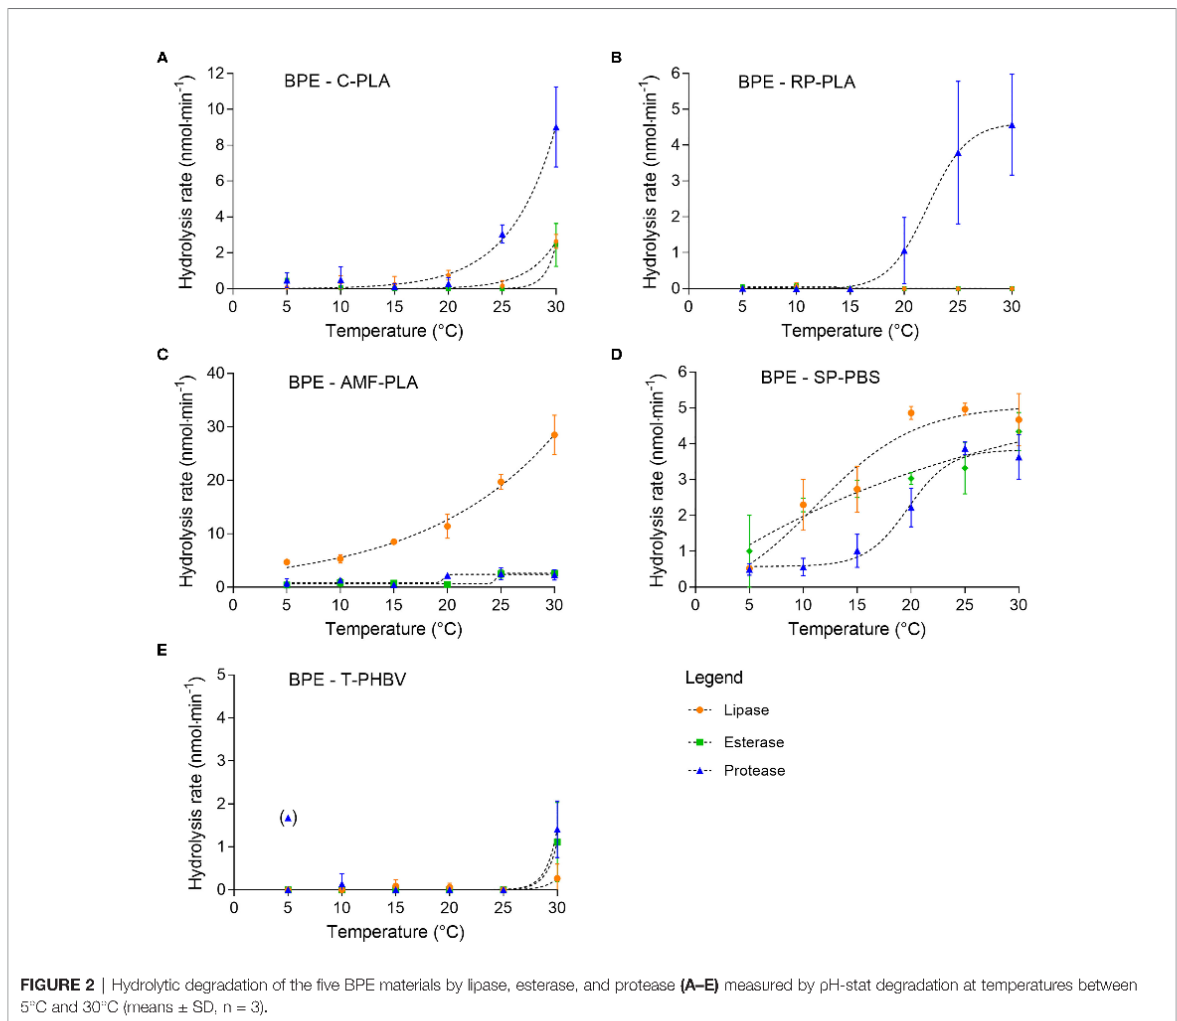 A
BPE - C-PLA
Hydrolysis rate (nmol·min⁻¹)
12
10
8
6
4
2
0
0 5 10 15 20 25 30
Temperature (°C)
B
BPE - RP-PLA
Hydrolysis rate (nmol·min⁻¹)
6
5
4
3
2
1
0
0 5 10 15 20 25 30
Temperature (°C)
C
BPE - AMF-PLA
Hydrolysis rate (nmol·min⁻¹)
40
30
20
10
0
0 5 10 15 20 25 30
Temperature (°C)
D
BPE - SP-PBS
Hydrolysis rate (nmol·min⁻¹)
6
5
4
3
2
1
0
0 5 10 15 20 25 30
Temperature (°C)
E
BPE - T-PHBV
Hydrolysis rate (nmol·min⁻¹)
5
4
3
2
1
0
( )
0 5 10 15 20 25 30
Temperature (°C)
Legend
Lipase
Esterase
Protease
FIGURE 2 | Hydrolytic degradation of the five BPE materials by lipase, esterase, and protease (A–E) measured by ρH-stat degradation at temperatures between
5°C and 30°C (means ± SD, n = 3).